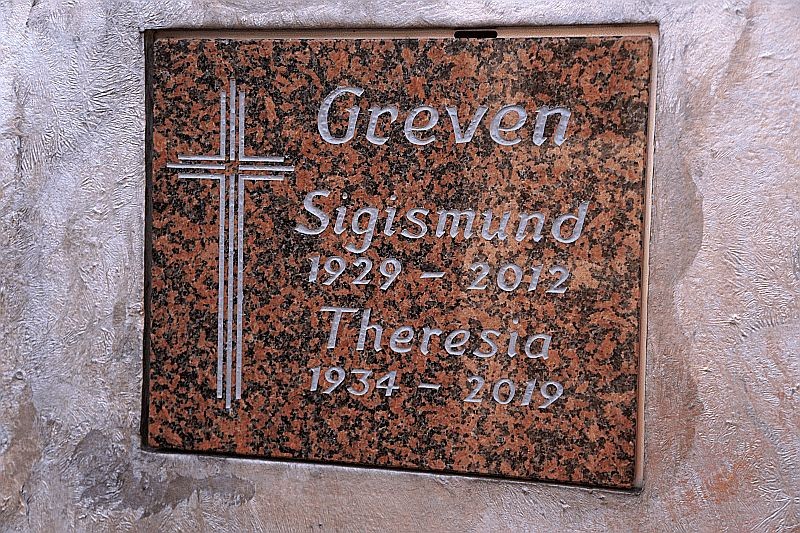 Greven
Sigismund
1929 – 2012
Theresia
1934 – 2019